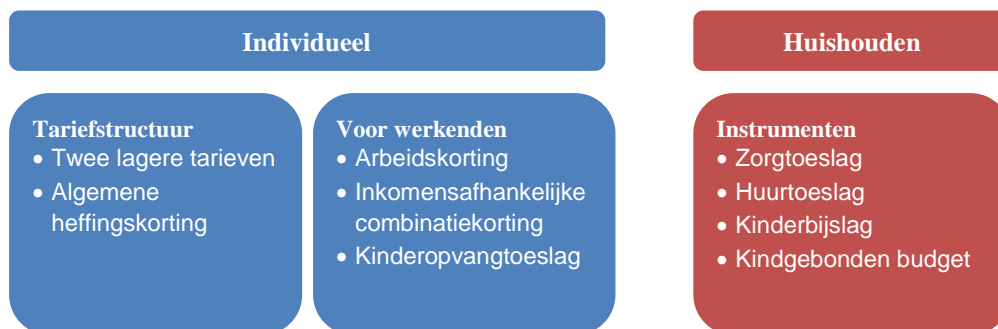 Individueel
Huishouden
Tariefstructuur
• Twee lagere tarieven
• Algemene
heffingskorting
Voor werkenden
• Arbeidskorting
• Inkomensafhankelijke
combinatiekorting
• Kinderopvangtoeslag
Instrumenten
• Zorgtoeslag
• Huurtoeslag
• Kinderbijslag
• Kindgebonden budget